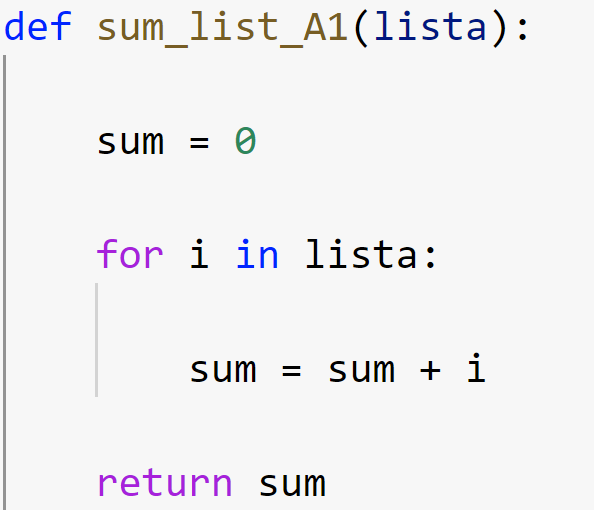 def sum_list_A1(lista):
    sum = 0
    for i in lista:
        sum = sum + i
    return sum